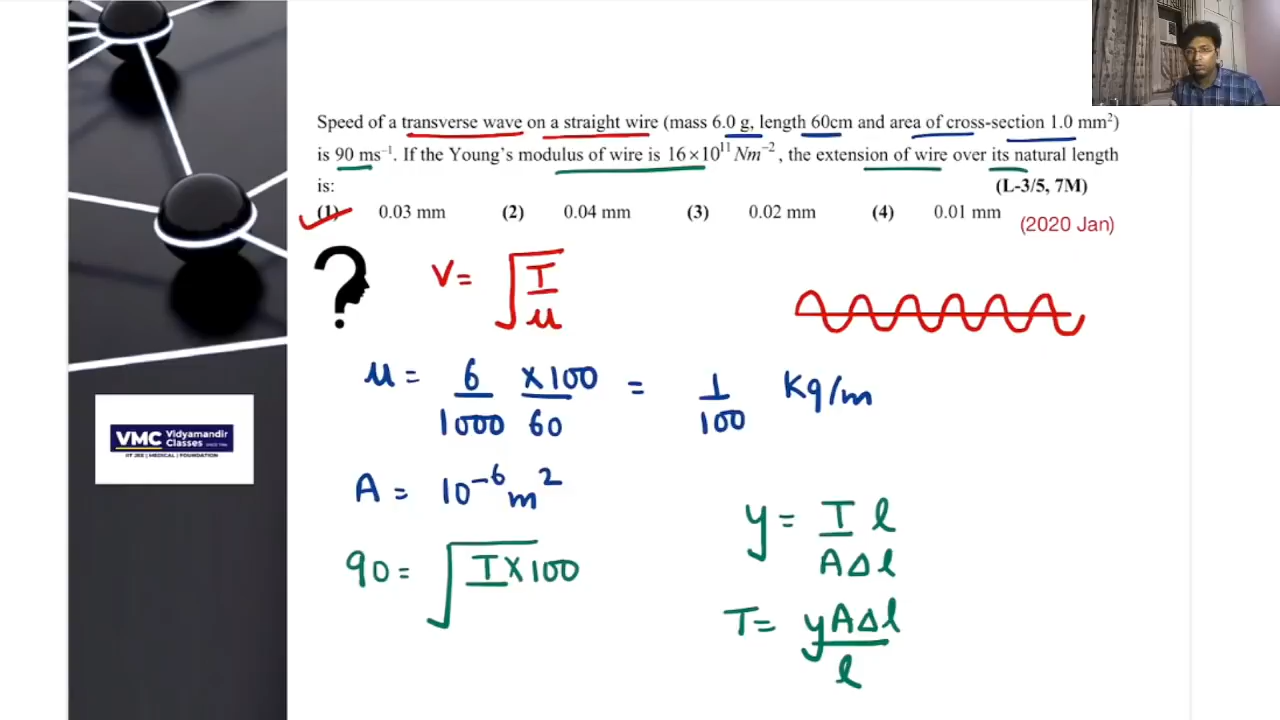 Speed of a transverse wave on a straight wire (mass 6.0 g, length 60cm and area of cross-section 1.0 mm²)
is 90 ms⁻¹. If the Young's modulus of wire is 16×10¹¹ Nm⁻², the extension of wire over its natural length
is: (L-3/5, 7M)
(1) 0.03 mm (2) 0.04 mm (3) 0.02 mm (4) 0.01 mm
(2020 Jan)
V = √(T/μ)
μ = 6/1000 ×100/60 = 1/100 Kg/m
VMC Vidyamandir
Classes
SINCE 1986
IIT JEE | MEDICAL | FOUNDATION
A = 10⁻⁶ m²
y = T l / A Δ l
90 = √(T×100)
T = y A Δ l / l